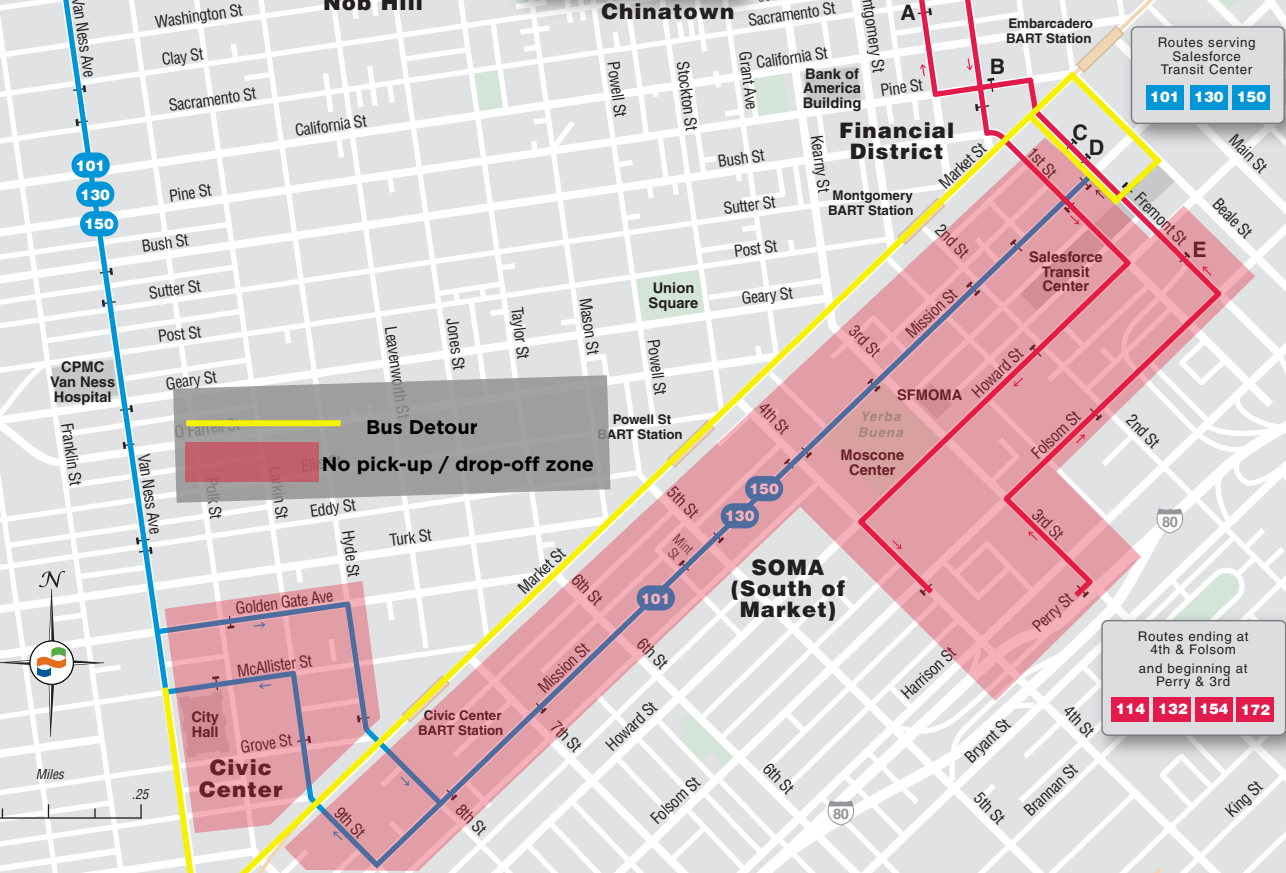 Nob Hill
Chinatown
Washington St
Clay St
Sacramento St
California St
Van Ness Ave
Sacramento St
California St
Powell St
Stockton St
Grant Ave
Kearny St
A
B
Embarcadero
BART Station
Routes serving
Salesforce
Transit Center
101 130 150
Bank of
America
Building
Pine St
Financial
District
Market St
1st St
C
D
Main St
Beale St
Fremont St
E
101
130
150
Pine St
Bush St
Sutter St
Post St
Geary St
Bush St
Sutter St
Post St
Geary St
Montgomery
BART Station
2nd St
Salesforce
Transit
Center
Union
Square
Mission St
3rd St
Howard St
SFMOMA
Yerba
Buena
Moscone
Center
Folsom St
2nd St
Leavenworth St
Jones St
Taylor St
Mason St
Powell St
CPMC
Van Ness
Hospital
Franklin St
Van Ness Ave
O'Farrell St
Bus Detour
Ellis St
No pick-up / drop-off zone
Polk St
Larkin St
Eddy St
Hyde St
Turk St
Powell St
BART Station
4th St
5th St
Mint
St
150
130
101
3rd St
80
SOMA
(South of
Market)
Perry St
Market St
6th St
6th St
Mission St
N
Golden Gate Ave
McAllister St
City
Hall
Grove St
Civic
Center
Civic Center
BART Station
7th St
Howard St
Harrison St
Routes ending at
4th & Folsom
and beginning at
Perry & 3rd
114 132 154 172
4th St
Bryant St
Brannan St
5th St
6th St
Folsom St
8th St
9th St
80
King St
Miles
.25